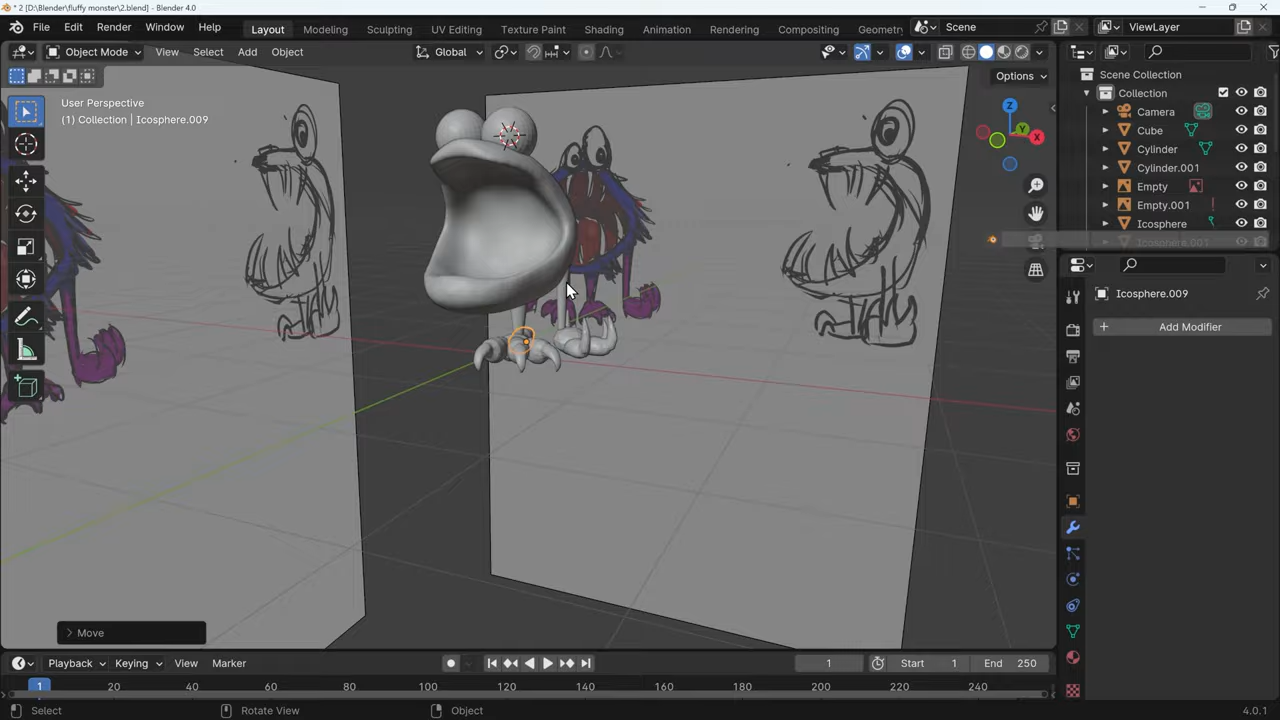 * 2 [D:\Blender\fluffy monster\2.blend] - Blender 4.0
File Edit Render Window Help Layout Modeling Sculpting UV Editing Texture Paint Shading Animation Rendering Compositing Geometry Scene ViewLayer
Object Mode View Select Add Object Global
Options
User Perspective
(1) Collection | Icosphere.009
Z
Y
X
Scene Collection
Collection
Camera
Cube
Cylinder
Cylinder.001
Empty
Empty.001
Icosphere
Icosphere.001
Icosphere.009
+ Add Modifier
> Move
Playback Keying View Marker 1 Start 1 End 250
1 20 40 60 80 100 120 140 160 180 200 220 240
Select Rotate View Object 4.0.1